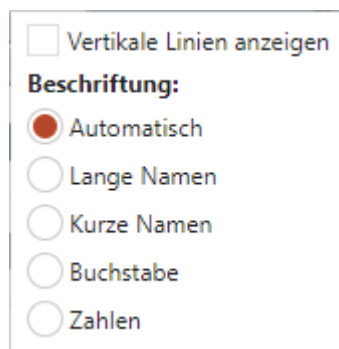 Vertikale Linien anzeigen
Beschriftung:
Automatisch
Lange Namen
Kurze Namen
Buchstabe
Zahlen